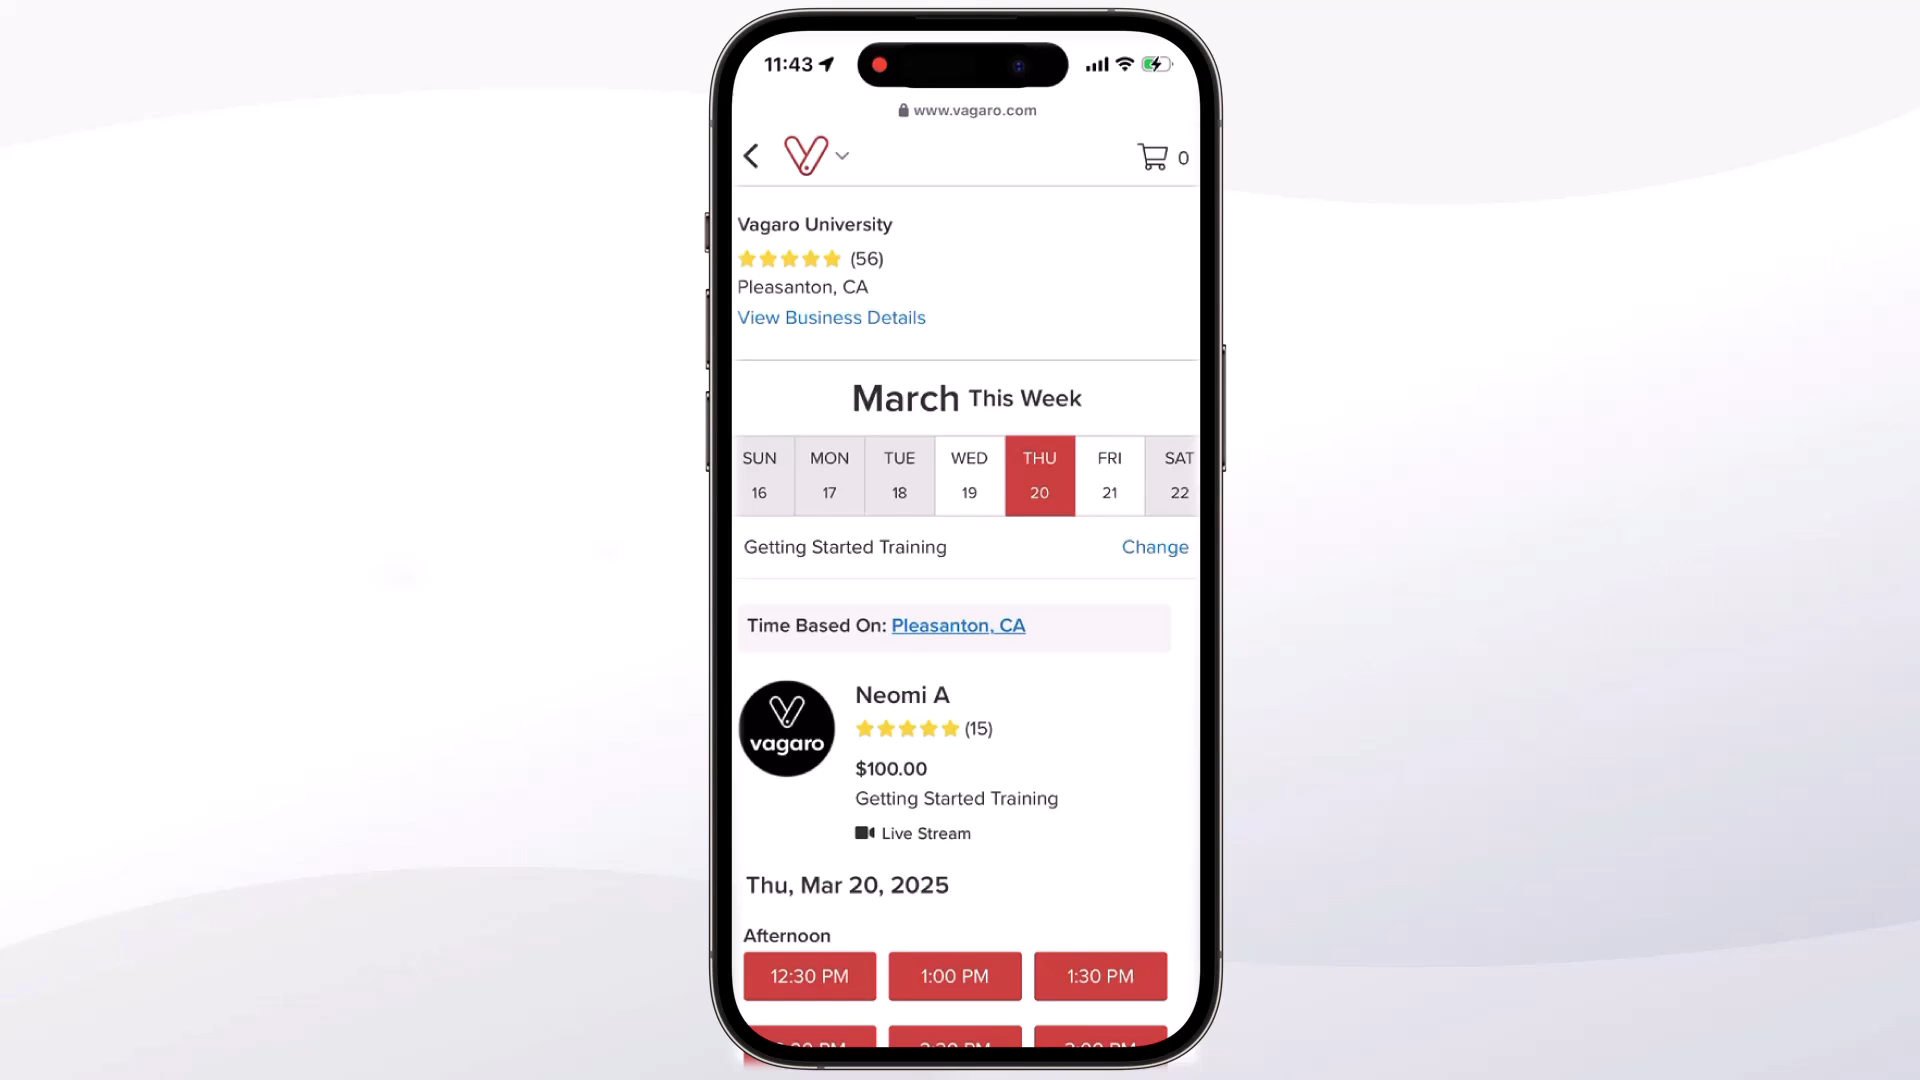 11:43
www.vagaro.com
0
Vagaro University
(56)
Pleasanton, CA
View Business Details
March This Week
SUN MON TUE WED THU FRI SAT
16 17 18 19 20 21 22
Getting Started Training Change
Time Based On: Pleasanton, CA
vagaro
Neomi A
(15)
$100.00
Getting Started Training
Live Stream
Thu, Mar 20, 2025
Afternoon
12:30 PM 1:00 PM 1:30 PM